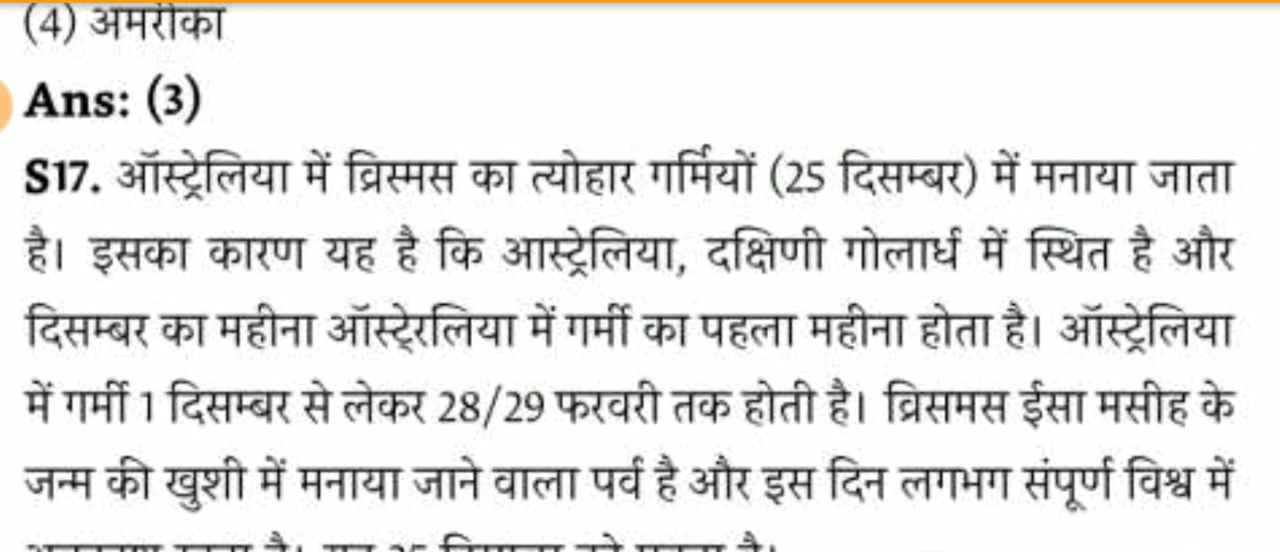 (4) अमरीका
Ans: (3)
S17. ऑस्ट्रेलिया में व्रिस्मस का त्योहार गर्मियों (25 दिसम्बर) में मनाया जाता
है। इसका कारण यह है कि आस्ट्रेलिया, दक्षिणी गोलार्ध में स्थित है और
दिसम्बर का महीना ऑस्टे्रलिया में गर्मी का पहला महीना होता है। ऑस्ट्रेलिया
में गर्मी 1 दिसम्बर से लेकर 28/29 फरवरी तक होती है। व्रिसमस ईसा मसीह के
जन्म की खुशी में मनाया जाने वाला पर्व है और इस दिन लगभग संपूर्ण विश्व में